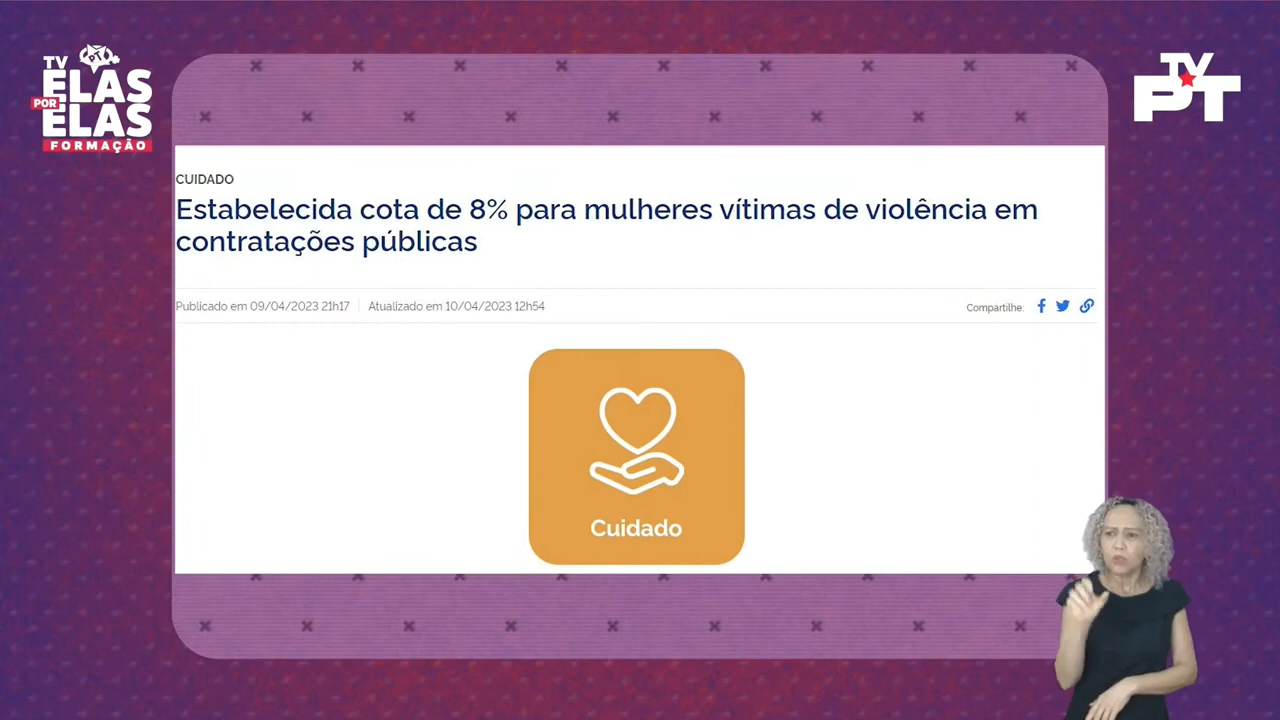 TV
ELAS
POR
ELAS
FORMAÇÃO
TV
PT
CUIDADO
Estabelecida cota de 8% para mulheres vítimas de violência em
contratações públicas
Publicado em 09/04/2023 21h17 Atualizado em 10/04/2023 12h54
Compartilhe:
Cuidado